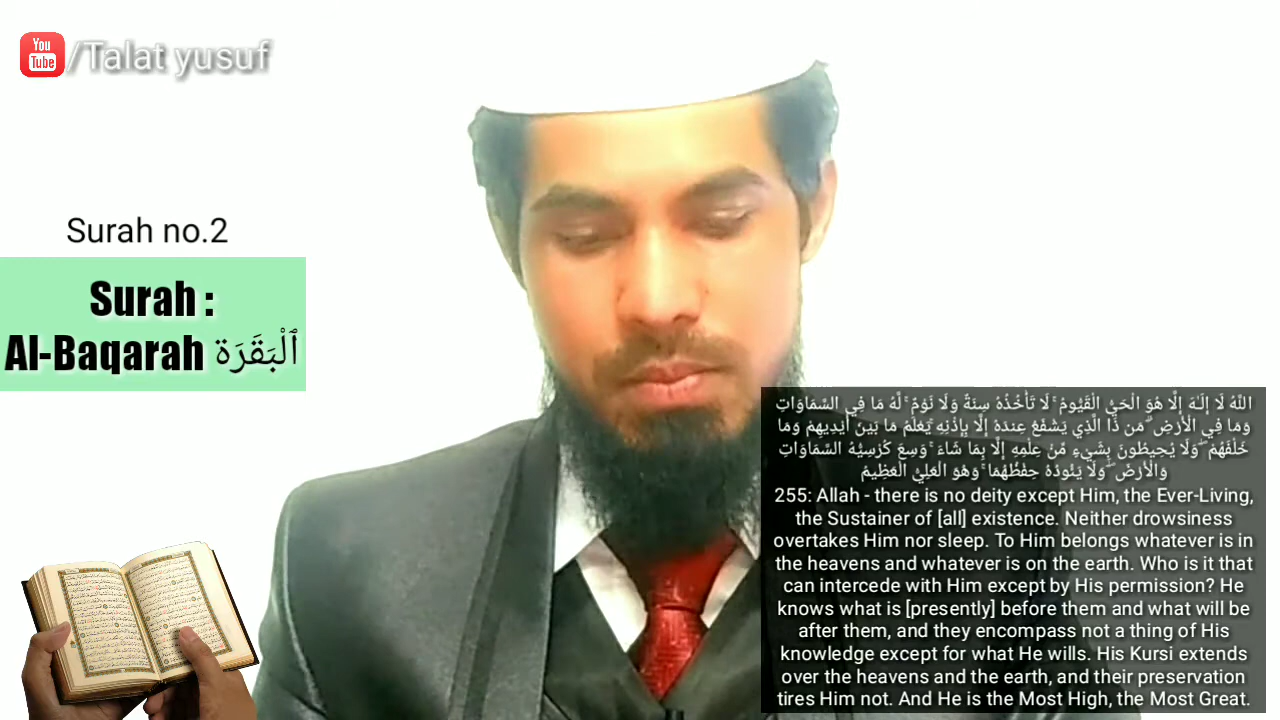 You
Tube
/Talat yusuf
Surah no.2
Surah :
Al-Baqarah ٱلْبَقَرَة
اللَّهُ لَا إِلَٰهَ إِلَّا هُوَ الْحَيُّ الْقَيُّومُ ۚ لَا تَأْخُذُهُ سِنَةٌ وَلَا نَوْمٌ ۚ لَّهُ مَا فِي السَّمَاوَاتِ
وَمَا فِي الْأَرْضِ ۗ مَن ذَا الَّذِي يَشْفَعُ عِندَهُ إِلَّا بِإِذْنِهِ ۚ يَعْلَمُ مَا بَيْنَ أَيْدِيهِمْ وَمَا
خَلْفَهُمْ ۖ وَلَا يُحِيطُونَ بِشَيْءٍ مِّنْ عِلْمِهِ إِلَّا بِمَا شَاءَ ۚ وَسِعَ كُرْسِيُّهُ السَّمَاوَاتِ
وَالْأَرْضَ ۖ وَلَا يَئُودُهُ حِفْظُهُمَا ۚ وَهُوَ الْعَلِيُّ الْعَظِيمُ
255: Allah - there is no deity except Him, the Ever-Living,
the Sustainer of [all] existence. Neither drowsiness
overtakes Him nor sleep. To Him belongs whatever is in
the heavens and whatever is on the earth. Who is it that
can intercede with Him except by His permission? He
knows what is [presently] before them and what will be
after them, and they encompass not a thing of His
knowledge except for what He wills. His Kursi extends
over the heavens and the earth, and their preservation
tires Him not. And He is the Most High, the Most Great.